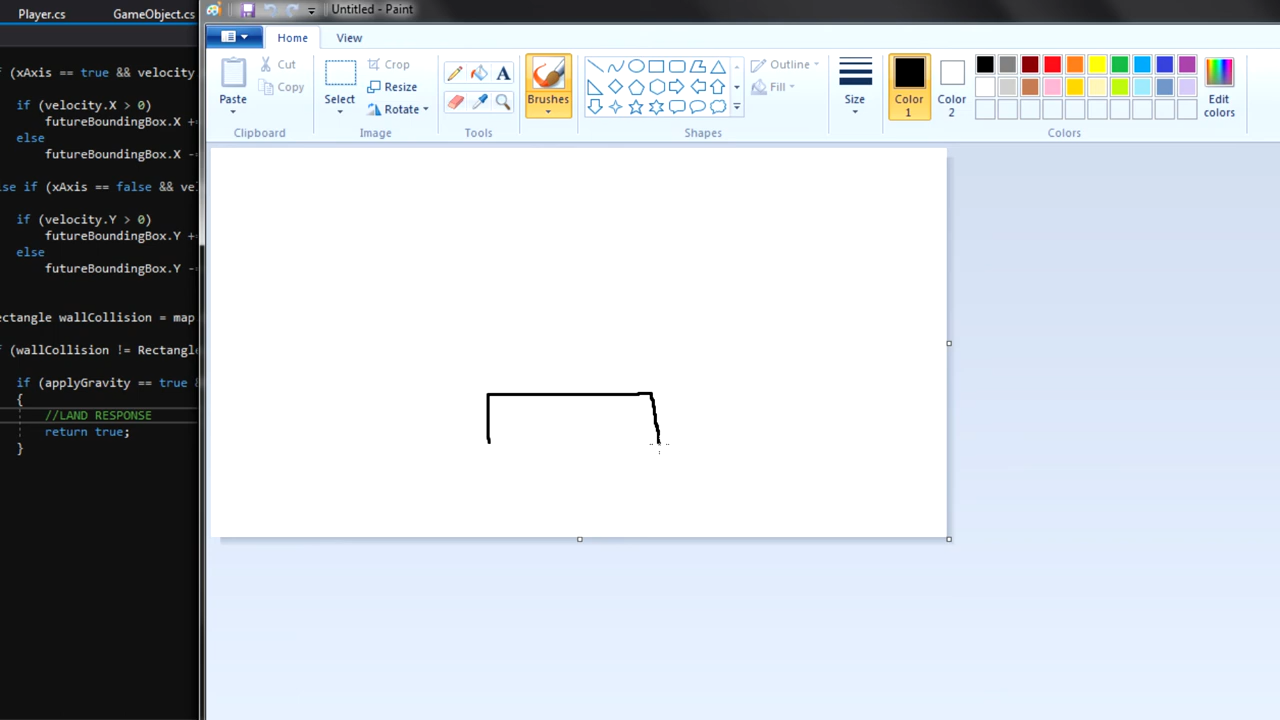 Player.cs GameObject.cs
Untitled - Paint
Home View
Paste
Cut
Copy
Clipboard
Select
Crop
Resize
Rotate
Image
A
Tools
Brushes
Outline
Fill
Shapes
Size
Color 1
Color 2
Edit colors
Colors
f (xAxis == true && velocity
if (velocity.X > 0)
futureBoundingBox.X +
else
futureBoundingBox.X -
lse if (xAxis == false && vel
if (velocity.Y > 0)
futureBoundingBox.Y +
else
futureBoundingBox.Y -
ectangle wallCollision = map
f (wallCollision != Rectangle
if (applyGravity == true &
{
//LAND RESPONSE
return true;
}